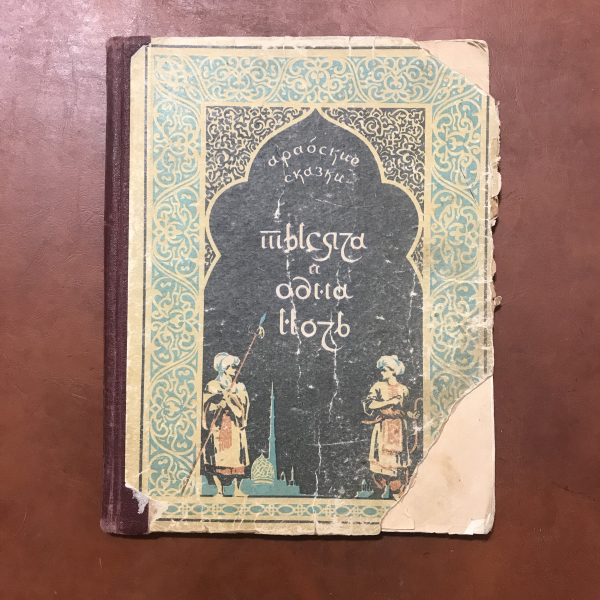 арабские
сказки
тысяча
и
одна
ночь